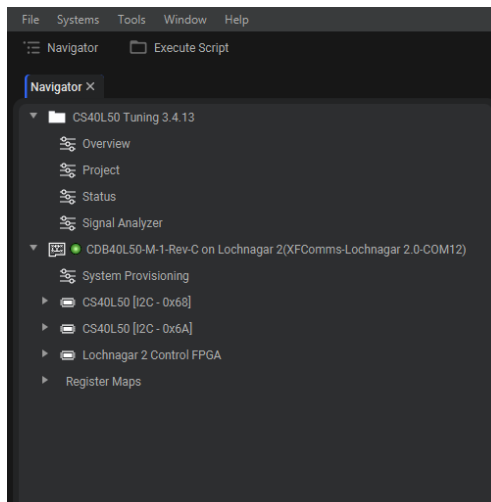 File Systems Tools Window Help
Navigator Execute Script
Navigator ×
CS40L50 Tuning 3.4.13
Overview
Project
Status
Signal Analyzer
CDB40L50-M-1-Rev-C on Lochnagar 2(XFComms-Lochnagar 2.0-COM12)
System Provisioning
CS40L50 [I2C - 0x68]
CS40L50 [I2C - 0x6A]
Lochnagar 2 Control FPGA
Register Maps